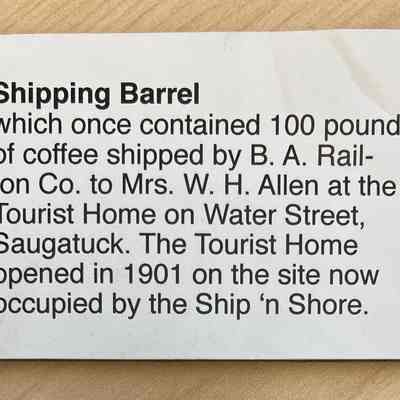 Shipping Barrel
which once contained 100 pound
of coffee shipped by B. A. Rail-
on Co. to Mrs. W. H. Allen at the
Tourist Home on Water Street,
Saugatuck. The Tourist Home
opened in 1901 on the site now
occupied by the Ship ‘n Shore.